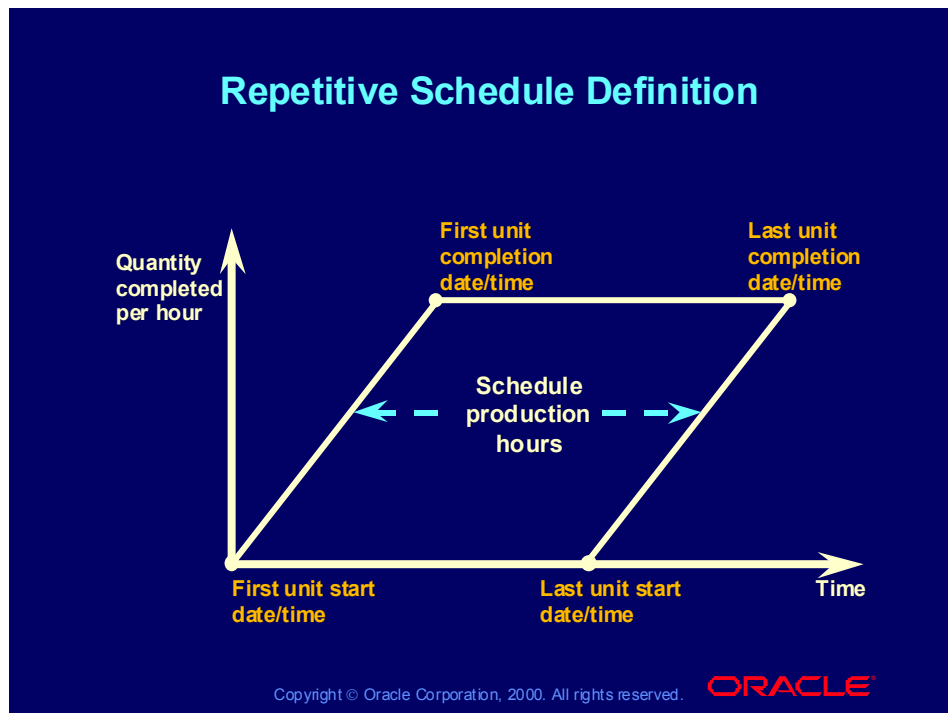 Repetitive Schedule Definition
First unit
completion
date/time
Last unit
completion
date/time
Quantity
completed
per hour
Schedule
production
hours
First unit start
date/time
Last unit start
date/time
Time
Copyright © Oracle Corporation, 2000. All rights reserved.
ORACLE®